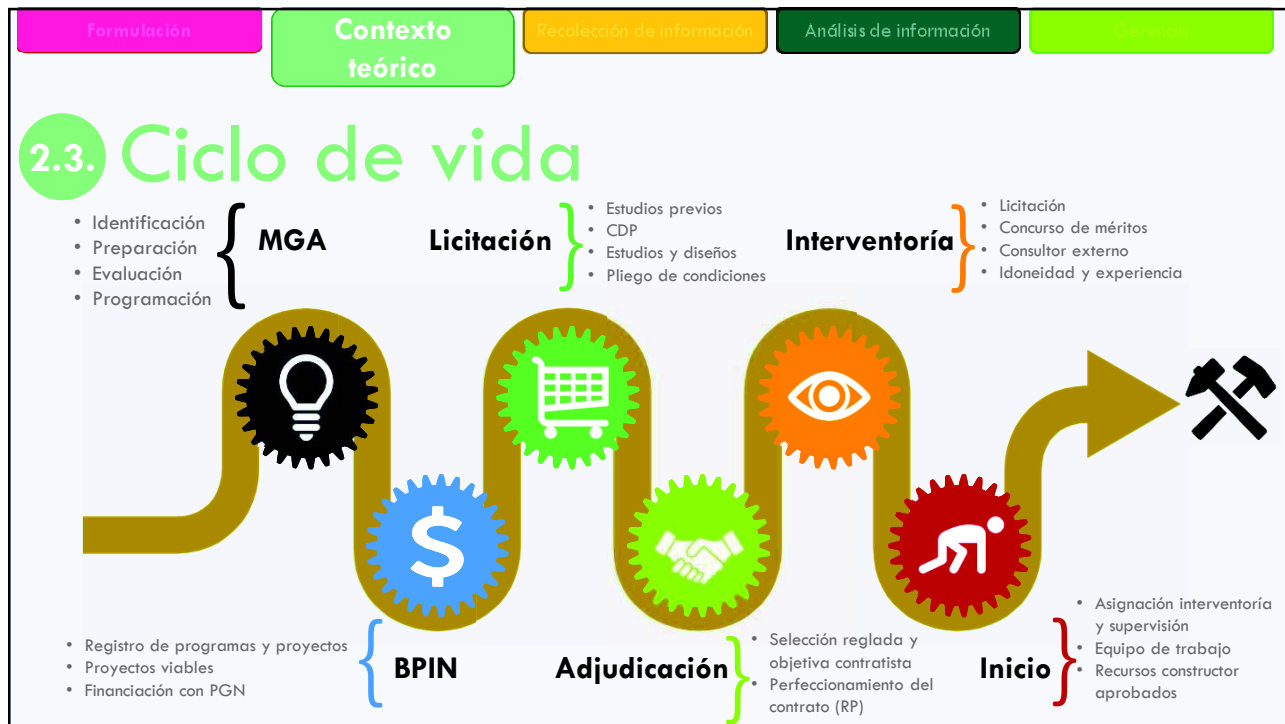 Formulación
Contexto
teórico
Recolección de información
Análisis de información
Gerencia
2.3. Ciclo de vida
• Identificación
• Preparación
• Evaluación
• Programación
MGA
Licitación
• Estudios previos
• CDP
• Estudios y diseños
• Pliego de condiciones
Interventoría
• Licitación
• Concurso de méritos
• Consultor externo
• Idoneidad y experiencia
$
• Registro de programas y proyectos
• Proyectos viables
• Financiación con PGN
BPIN
Adjudicación
• Selección reglada y
objetiva contratista
• Perfeccionamiento del
contrato (RP)
Inicio
• Asignación interventoría
y supervisión
• Equipo de trabajo
• Recursos constructor
aprobados